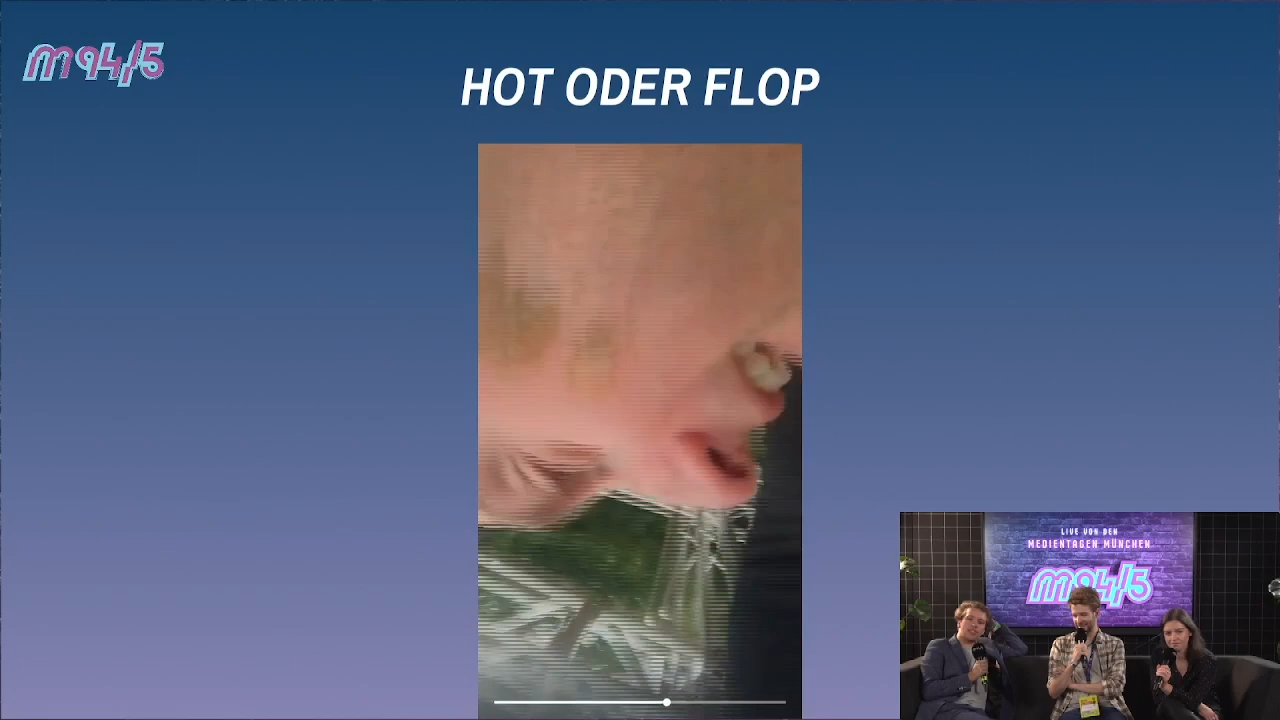 M94/5
HOT ODER FLOP
LIVE VON DEN
MEDIENTAGEN MÜNCHEN
M94/5